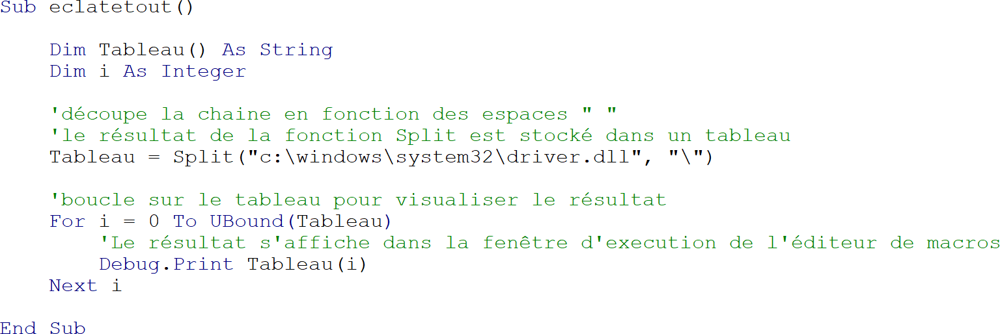 Sub eclatetout()
Dim Tableau() As String
Dim i As Integer
'découpe la chaine en fonction des espaces " "
'le résultat de la fonction Split est stocké dans un tableau
Tableau = Split("c:\windows\system32\driver.dll", "\")
'boucle sur le tableau pour visualiser le résultat
For i = 0 To UBound(Tableau)
'Le résultat s'affiche dans la fenêtre d'execution de l'éditeur de macros
Debug.Print Tableau(i)
Next i
End Sub